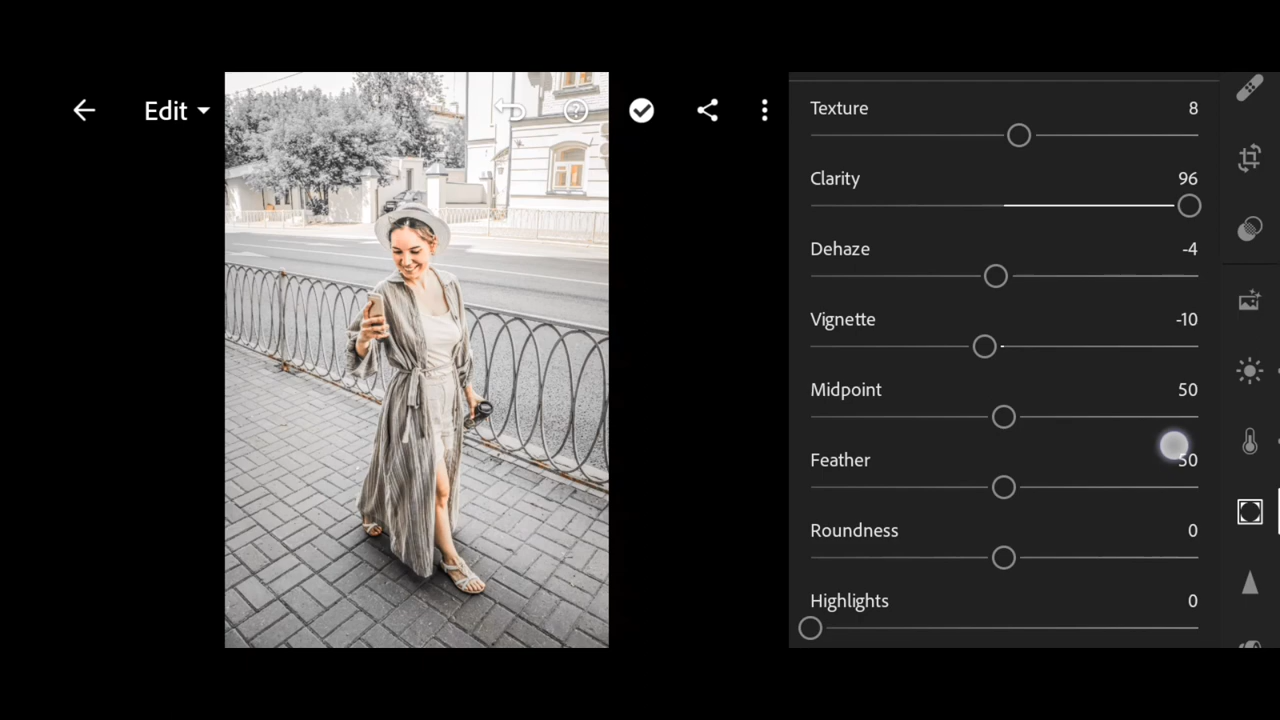 Edit
Texture 8
Clarity 96
Dehaze -4
Vignette -10
Midpoint 50
Feather 50
Roundness 0
Highlights 0